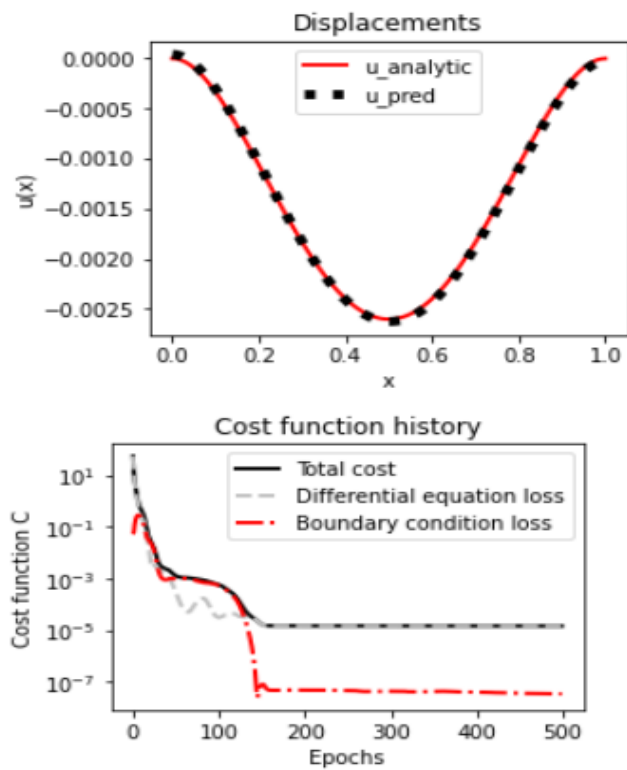 Displacements
0.0000
−0.0005
−0.0010
−0.0015
−0.0020
−0.0025
u(x)
u_analytic
u_pred
0.0 0.2 0.4 0.6 0.8 1.0
x
Cost function history
10¹
10⁻¹
10⁻³
10⁻⁵
10⁻⁷
Cost function C
Total cost
Differential equation loss
Boundary condition loss
0 100 200 300 400 500
Epochs